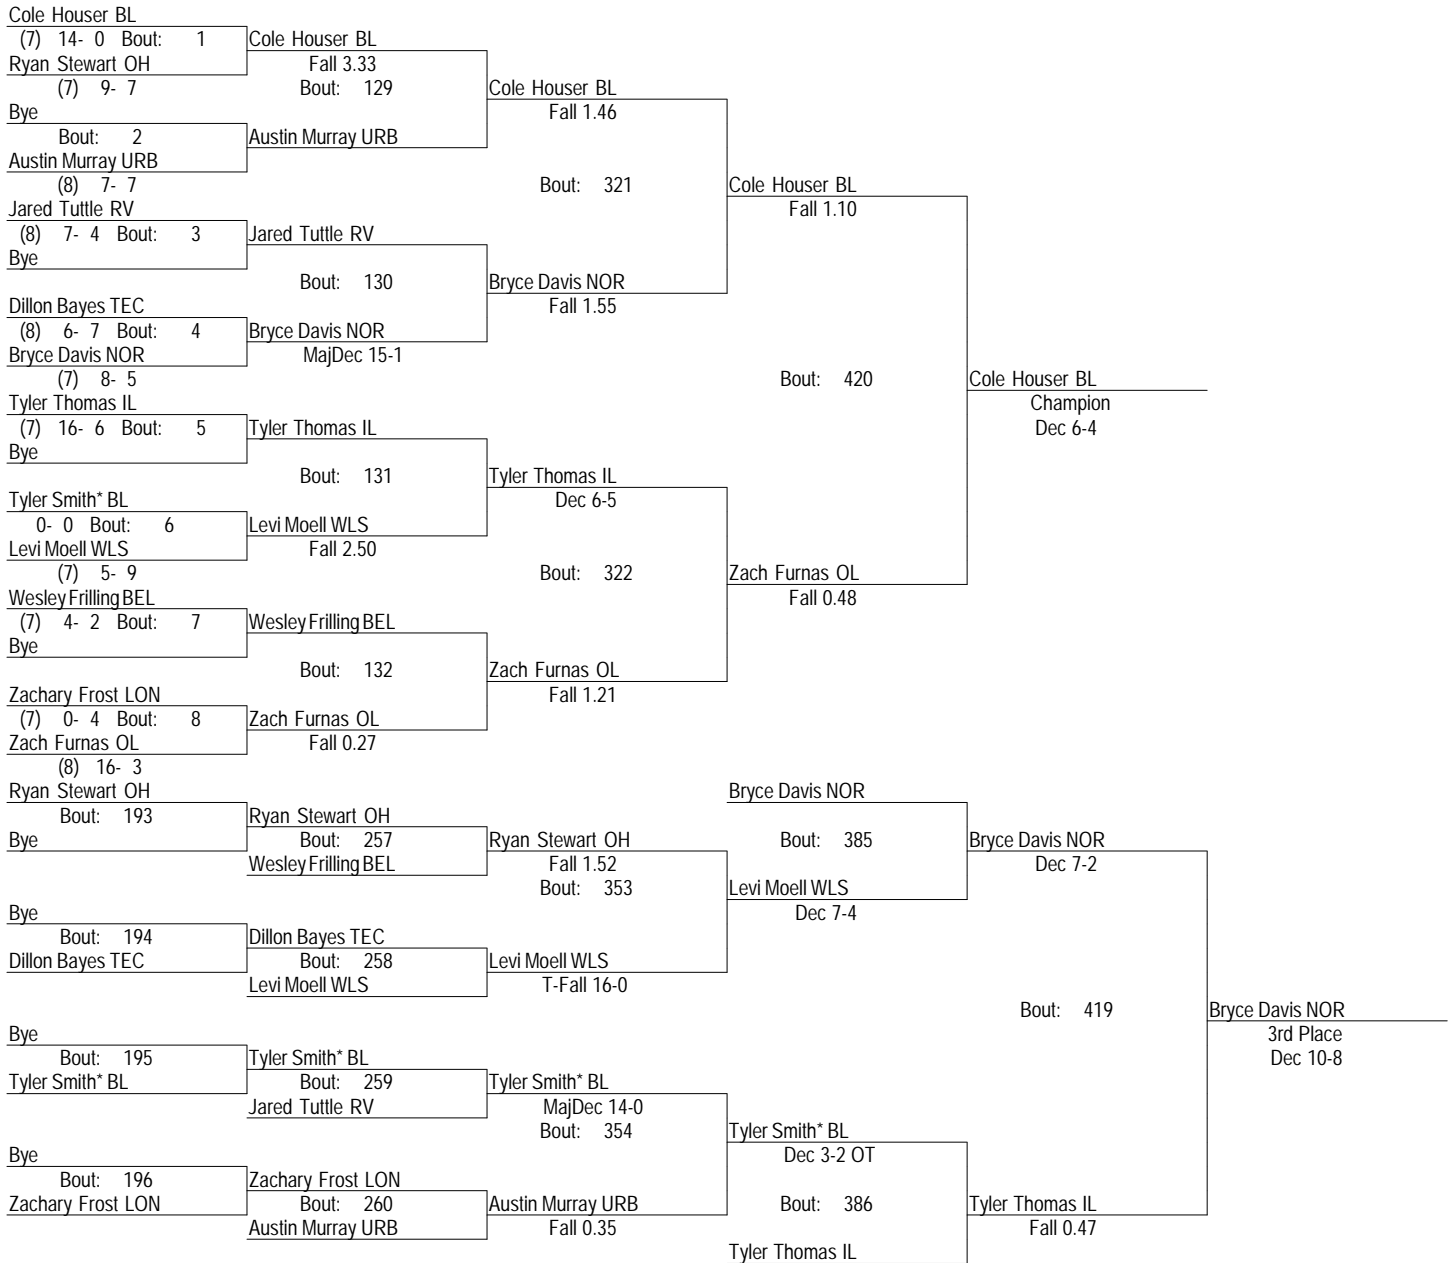 Cole Houser BL
(7) 14- 0 Bout: 1
Cole Houser BL
Ryan Stewart OH
Fall 3.33
(7) 9- 7
Bout: 129
Cole Houser BL
Bye
Fall 1.46
Bout: 2
Austin Murray URB
Austin Murray URB
(8) 7- 7
Bout: 321
Cole Houser BL
Jared Tuttle RV
Fall 1.10
(8) 7- 4 Bout: 3
Jared Tuttle RV
Bye
Bout: 130
Bryce Davis NOR
Dillon Bayes TEC
Fall 1.55
(8) 6- 7 Bout: 4
Bryce Davis NOR
Bryce Davis NOR
MajDec 15-1
(7) 8- 5
Bout: 420
Cole Houser BL
Tyler Thomas IL
Champion
(7) 16- 6 Bout: 5
Tyler Thomas IL
Dec 6-4
Bye
Bout: 131
Tyler Thomas IL
Tyler Smith* BL
Dec 6-5
0- 0 Bout: 6
Levi Moell WLS
Levi Moell WLS
Fall 2.50
(7) 5- 9
Bout: 322
Zach Furnas OL
Wesley Frilling BEL
Fall 0.48
(7) 4- 2 Bout: 7
Wesley Frilling BEL
Bye
Bout: 132
Zach Furnas OL
Zachary Frost LON
Fall 1.21
(7) 0- 4 Bout: 8
Zach Furnas OL
Zach Furnas OL
Fall 0.27
(8) 16- 3
Ryan Stewart OH
Bryce Davis NOR
Bout: 193
Ryan Stewart OH
Bye
Bout: 257
Ryan Stewart OH
Bout: 385
Bryce Davis NOR
Wesley Frilling BEL
Fall 1.52
Dec 7-2
Bout: 353
Levi Moell WLS
Bye
Dec 7-4
Bout: 194
Dillon Bayes TEC
Dillon Bayes TEC
Bout: 258
Levi Moell WLS
Levi Moell WLS
T-Fall 16-0
Bout: 419
Bryce Davis NOR
Bye
3rd Place
Bout: 195
Tyler Smith* BL
Dec 10-8
Tyler Smith* BL
Bout: 259
Tyler Smith* BL
Jared Tuttle RV
MajDec 14-0
Bout: 354
Tyler Smith* BL
Bye
Dec 3-2 OT
Bout: 196
Zachary Frost LON
Zachary Frost LON
Bout: 260
Austin Murray URB
Bout: 386
Tyler Thomas IL
Austin Murray URB
Fall 0.35
Fall 0.47
Tyler Thomas IL